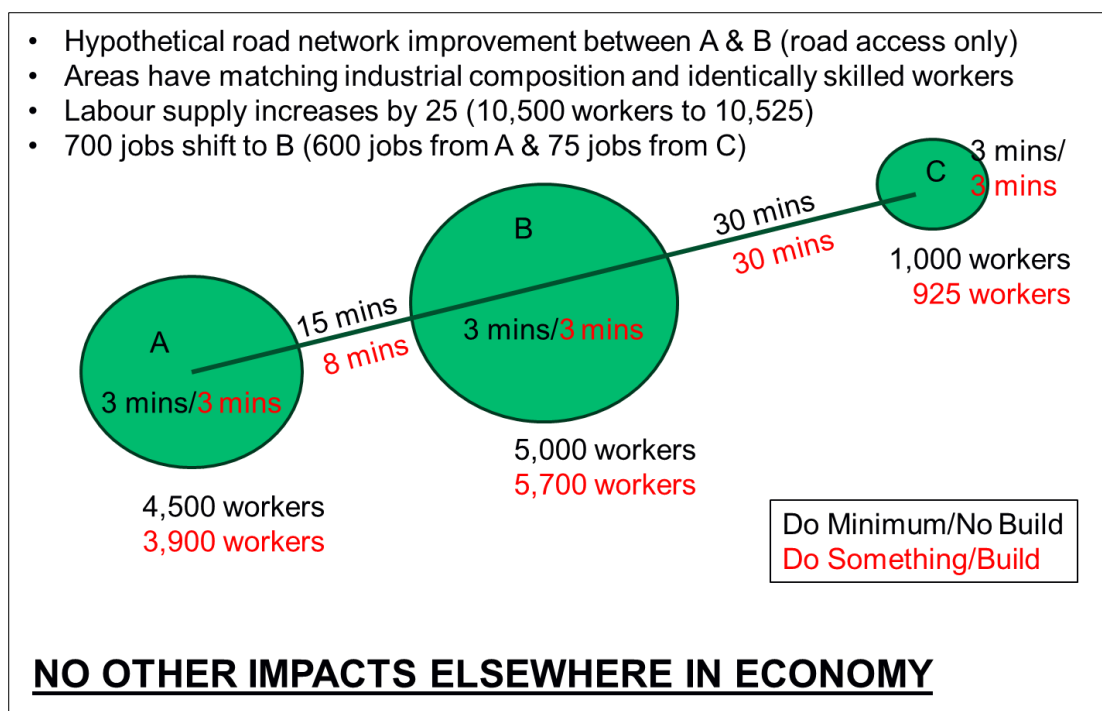 • Hypothetical road network improvement between A & B (road access only)
• Areas have matching industrial composition and identically skilled workers
• Labour supply increases by 25 (10,500 workers to 10,525)
• 700 jobs shift to B (600 jobs from A & 75 jobs from C)
3 mins/
3 mins
C
B
30 mins
30 mins
1,000 workers
925 workers
15 mins
8 mins
A
3 mins/3 mins
3 mins/3 mins
5,000 workers
5,700 workers
4,500 workers
3,900 workers
Do Minimum/No Build
Do Something/Build
NO OTHER IMPACTS ELSEWHERE IN ECONOMY